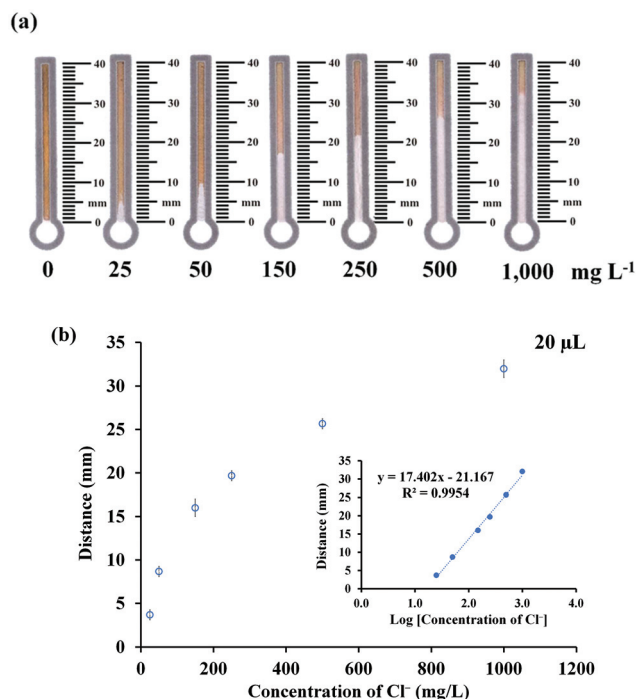 (a)
40 40 40 40 40 40 40
30 30 30 30 30 30 30
20 20 20 20 20 20 20
10 10 10 10 10 10 10
mm mm mm mm mm mm mm
0 0 0 0 0 0 0
0 25 50 150 250 500 1,000 mg L⁻¹
(b)
20 µL
35
30
25
20
15
10
5
0
Distance (mm)
0 200 400 600 800 1000 1200
Concentration of Cl⁻ (mg/L)
y = 17.402x - 21.167
R² = 0.9954
35
30
25
20
15
10
5
0
Distance (mm)
0.0 1.0 2.0 3.0 4.0
Log [Concentration of Cl⁻]